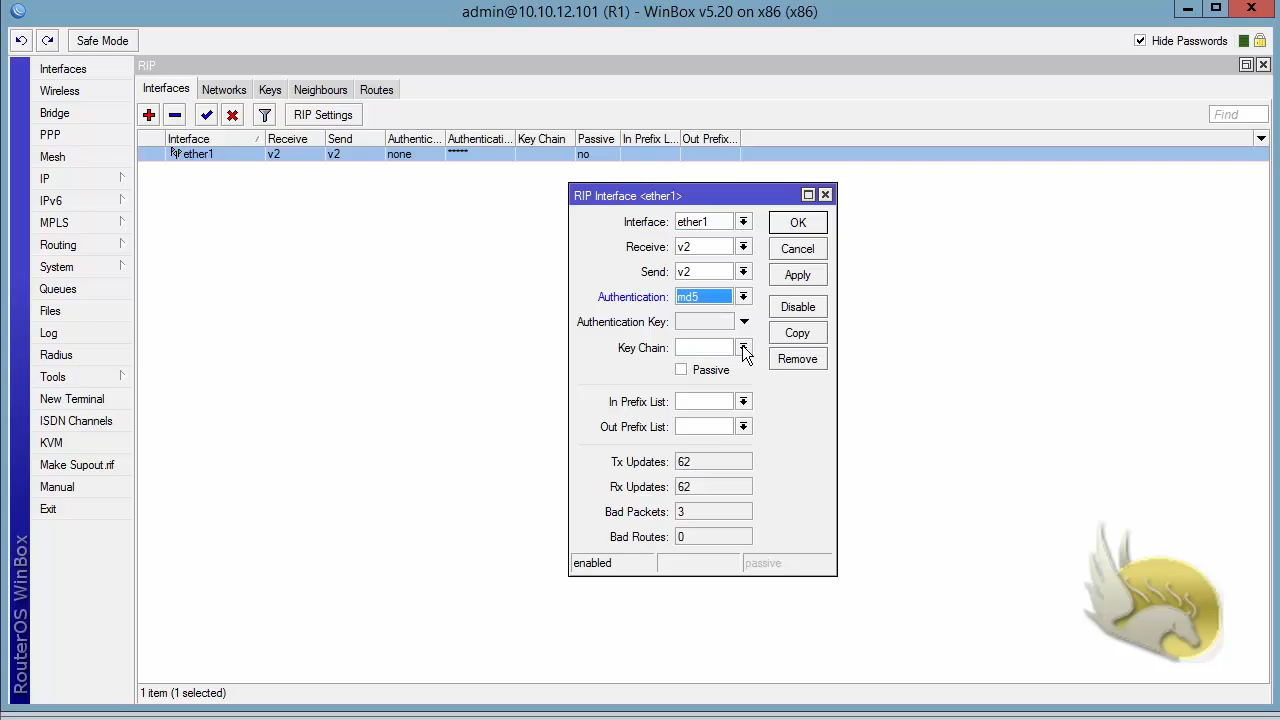 admin@10.10.12.101 (R1) - WinBox v5.20 on x86 (x86)
Safe Mode
Hide Passwords
Interfaces
Wireless
Bridge
PPP
Mesh
IP
IPv6
MPLS
Routing
System
Queues
Files
Log
Radius
Tools
New Terminal
ISDN Channels
KVM
Make Supout.rif
Manual
Exit
RouterOS WinBox
RIP
Interfaces Networks Keys Neighbours Routes
RIP Settings
Find
Interface Receive Send Authentic... Authenticati... Key Chain Passive In Prefix L... Out Prefix...
ether1 v2 v2 none ***** no
RIP Interface <ether1>
Interface: ether1
Receive: v2
Send: v2
Authentication: md5
Authentication Key:
Key Chain:
Passive
In Prefix List:
Out Prefix List:
Tx Updates: 62
Rx Updates: 62
Bad Packets: 3
Bad Routes: 0
enabled passive
OK
Cancel
Apply
Disable
Copy
Remove
1 item (1 selected)